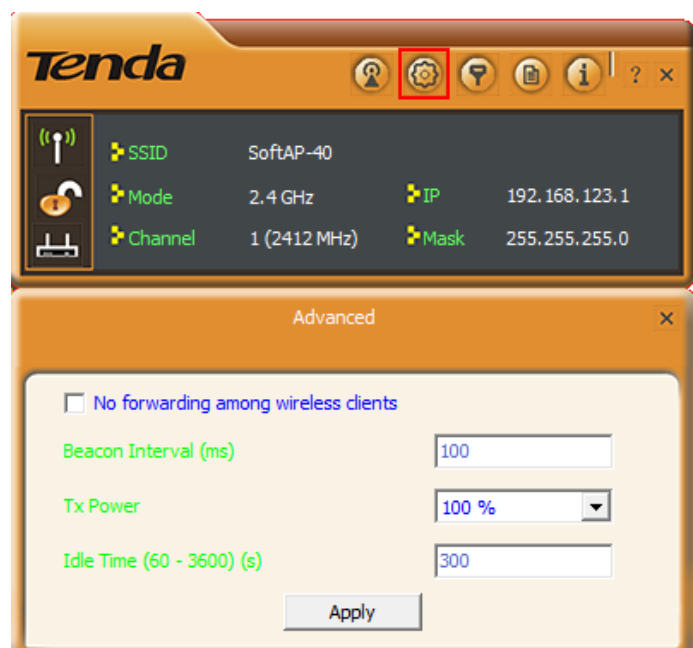 Tenda
? ×
SSID SoftAP-40
Mode 2.4 GHz IP 192.168.123.1
Channel 1 (2412 MHz) Mask 255.255.255.0
Advanced ×
No forwarding among wireless clients
Beacon Interval (ms) 100
Tx Power 100 %
Idle Time (60 - 3600) (s) 300
Apply